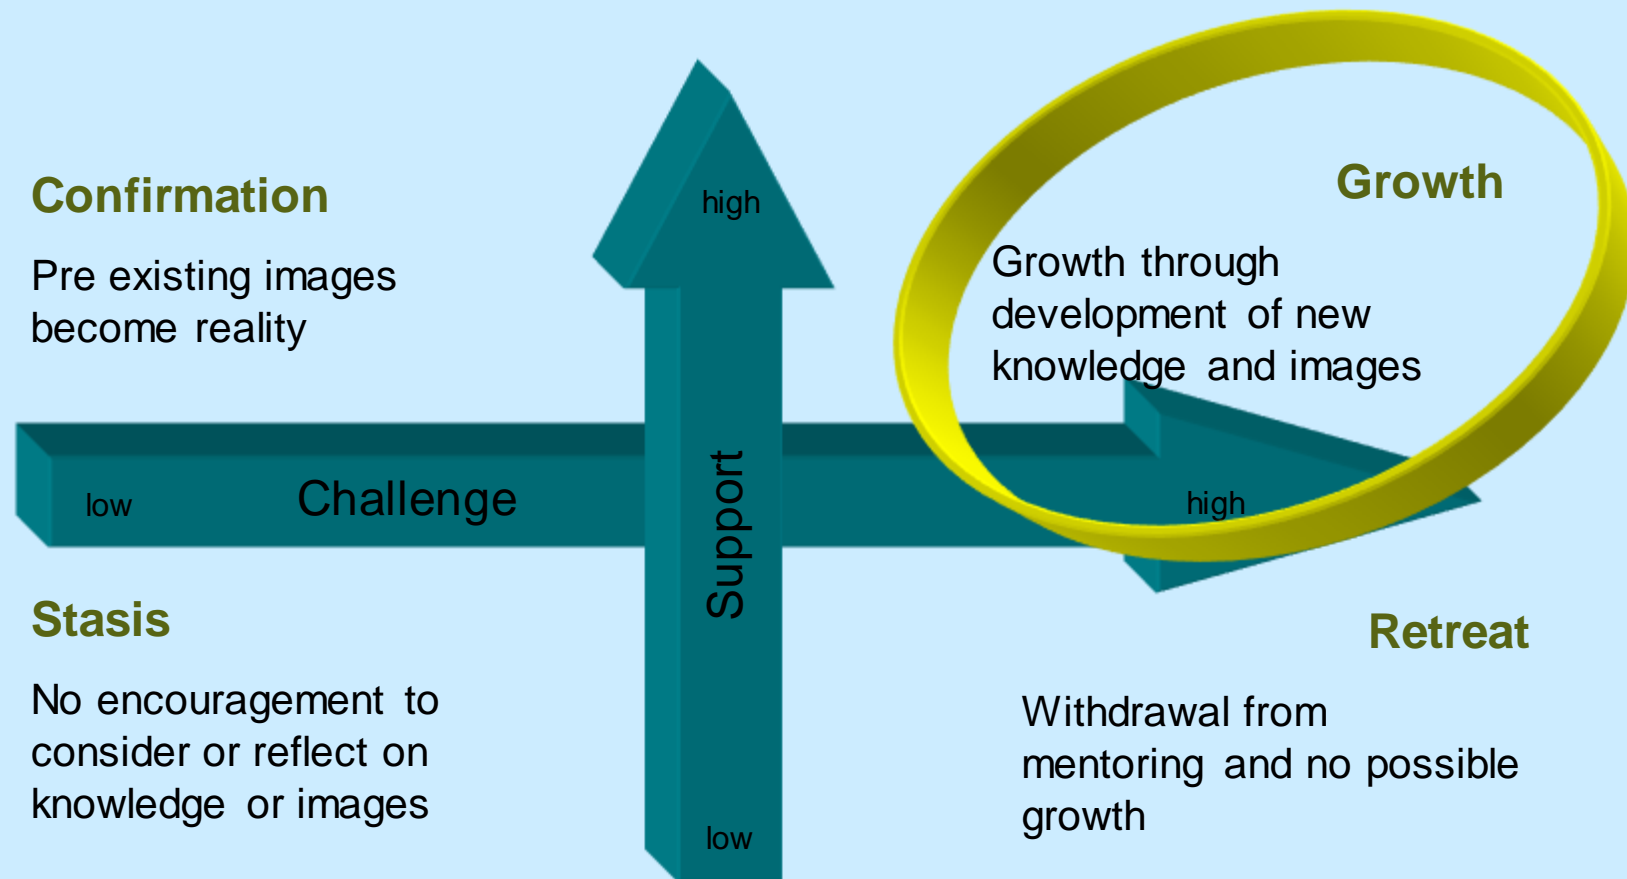 Confirmation
Pre existing images
become reality
high
Growth
Growth through
development of new
knowledge and images
low
Challenge
Support
high
Stasis
No encouragement to
consider or reflect on
knowledge or images
low
Retreat
Withdrawal from
mentoring and no possible
growth